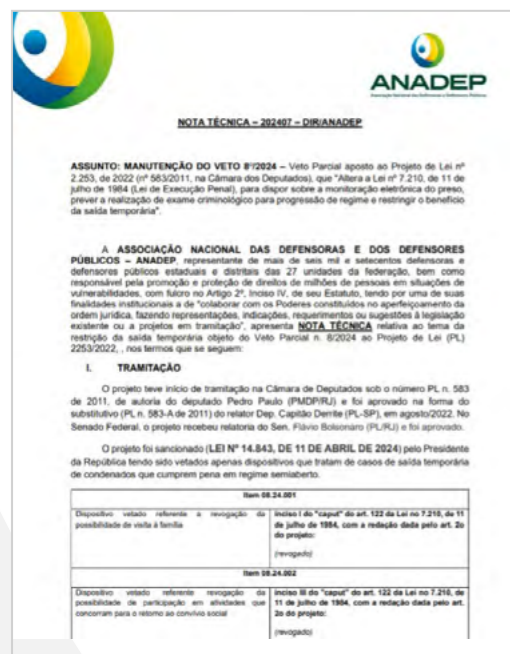 ANADEP
Associação Nacional das Defensoras e Defensores Públicos
NOTA TÉCNICA – 202407 – DIR/ANADEP
ASSUNTO: MANUTENÇÃO DO VETO 8º/2024 – Veto Parcial aposto ao Projeto de Lei nº
2.253, de 2022 (nº 583/2011, na Câmara dos Deputados), que "Altera a Lei nº 7.210, de 11 de
julho de 1984 (Lei de Execução Penal), para dispor sobre a monitoração eletrônica do preso,
prever a realização de exame criminológico para progressão de regime e restringir o benefício
da saída temporária".
A ASSOCIAÇÃO NACIONAL DAS DEFENSORAS E DOS DEFENSORES
PÚBLICOS – ANADEP, representante de mais de seis mil e setecentos defensoras e
defensores públicos estaduais e distritais das 27 unidades da federação, bem como
responsável pela promoção e proteção de direitos de milhões de pessoas em situações de
vulnerabilidades, com fulcro no Artigo 2º, Inciso IV, de seu Estatuto, tendo por uma de suas
finalidades institucionais a de "colaborar com os Poderes constituídos no aperfeiçoamento da
ordem jurídica, fazendo representações, indicações, requerimentos ou sugestões à legislação
existente ou a projetos em tramitação", apresenta NOTA TÉCNICA relativa ao tema da
restrição da saída temporária objeto do Veto Parcial n. 8/2024 ao Projeto de Lei (PL)
2253/2022, , nos termos que se seguem:
I. TRAMITAÇÃO
O projeto teve início de tramitação na Câmara de Deputados sob o número PL n. 583
de 2011, de autoria do deputado Pedro Paulo (PMDP/RJ) e foi aprovado na forma do
substitutivo (PL n. 583-A de 2011) do relator Dep. Capitão Derrite (PL-SP), em agosto/2022. No
Senado Federal, o projeto recebeu relatoria do Sen. Flávio Bolsonaro (PL/RJ) e foi aprovado.
O projeto foi sancionado (LEI Nº 14.843, DE 11 DE ABRIL DE 2024) pelo Presidente
da República tendo sido vetados apenas dispositivos que tratam de casos de saída temporária
de condenados que cumprem pena em regime semiaberto.
Item 08.24.001
Dispositivo vetado referente a revogação da
possibilidade de visita à família
inciso I do "caput" do art. 122 da Lei no 7.210, de 11
de julho de 1984, com a redação dada pelo art. 2o
do projeto:
(revogado)
Item 08.24.002
Dispositivo vetado referente revogação da
possibilidade de participação em atividades que
concorram para o retorno ao convívio social
inciso III do "caput" do art. 122 da Lei no 7.210, de
11 de julho de 1984, com a redação dada pelo art.
2o do projeto:
(revogado)